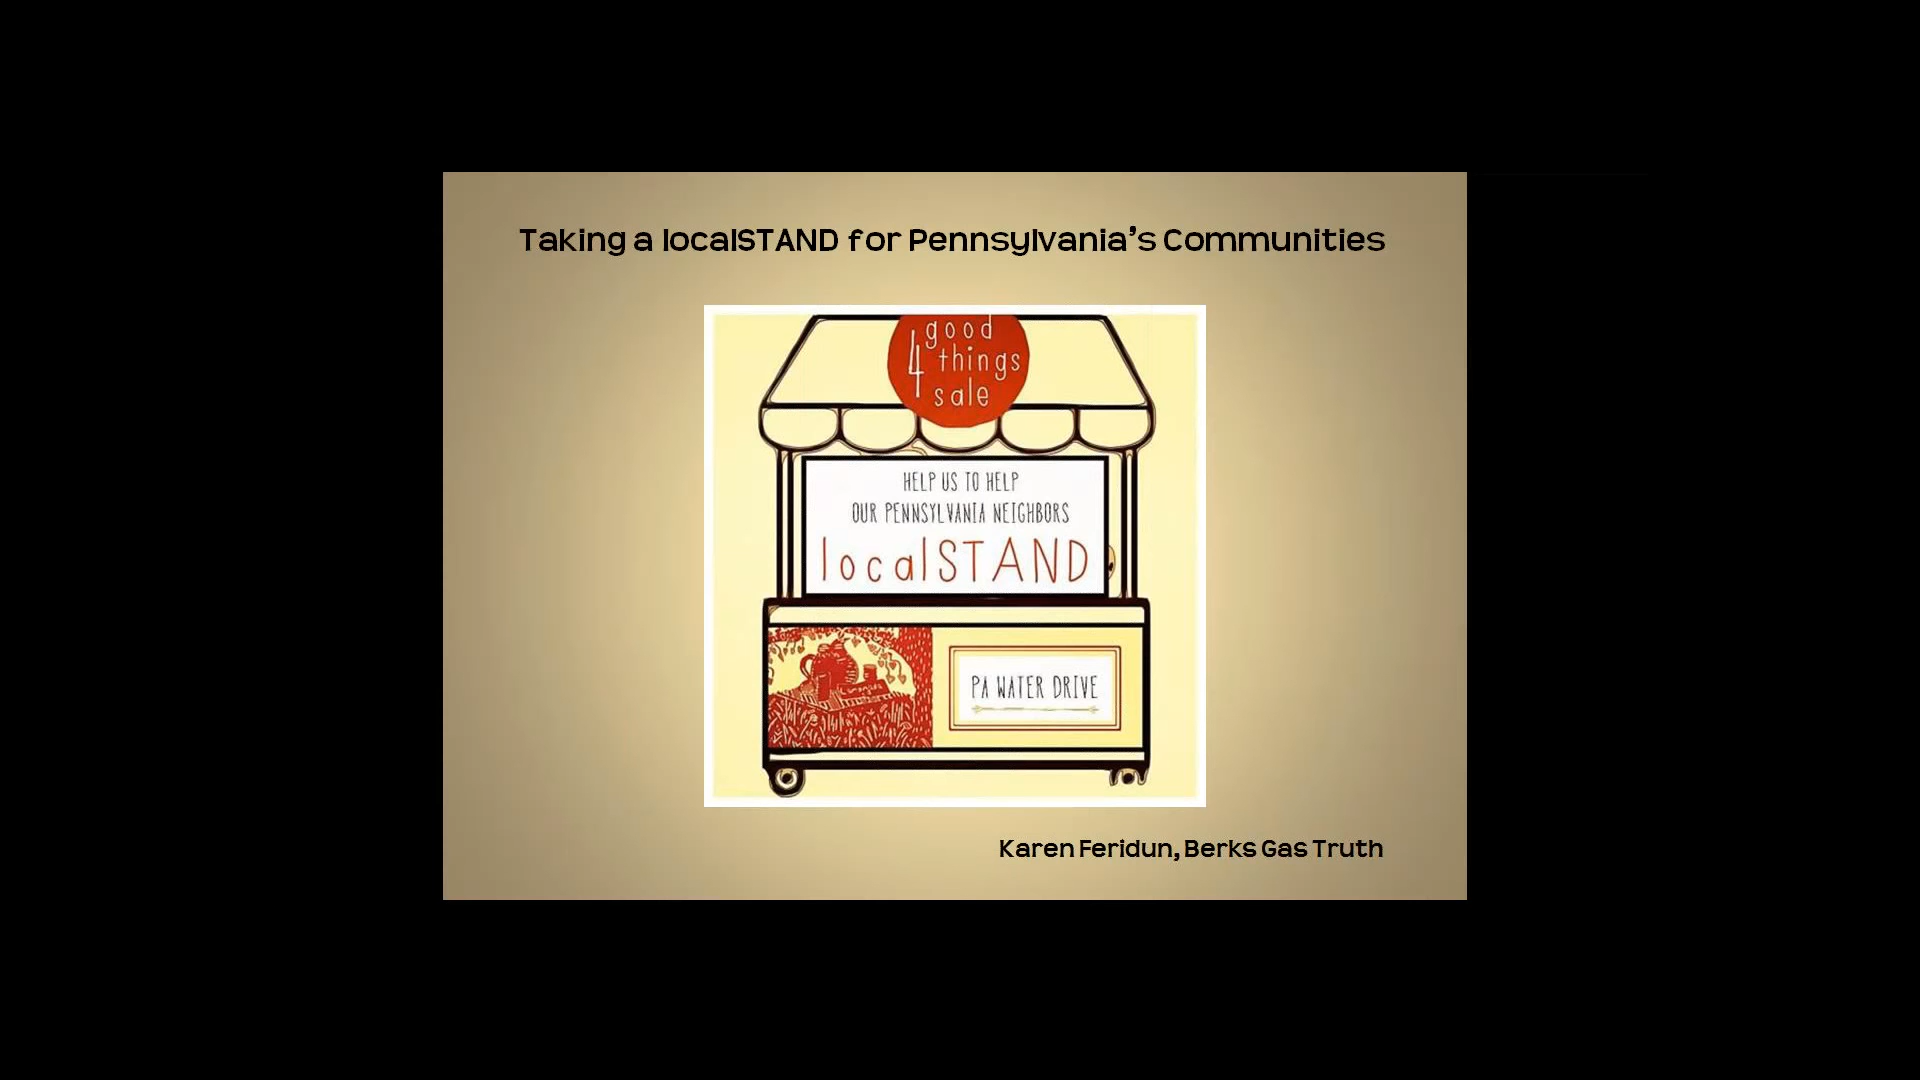 Taking a localSTAND for Pennsylvania's Communities
good
4 things
sale
HELP US TO HELP
OUR PENNSYLVANIA NEIGHBORS
localSTAND
PA WATER DRIVE
Karen Feridun, Berks Gas Truth